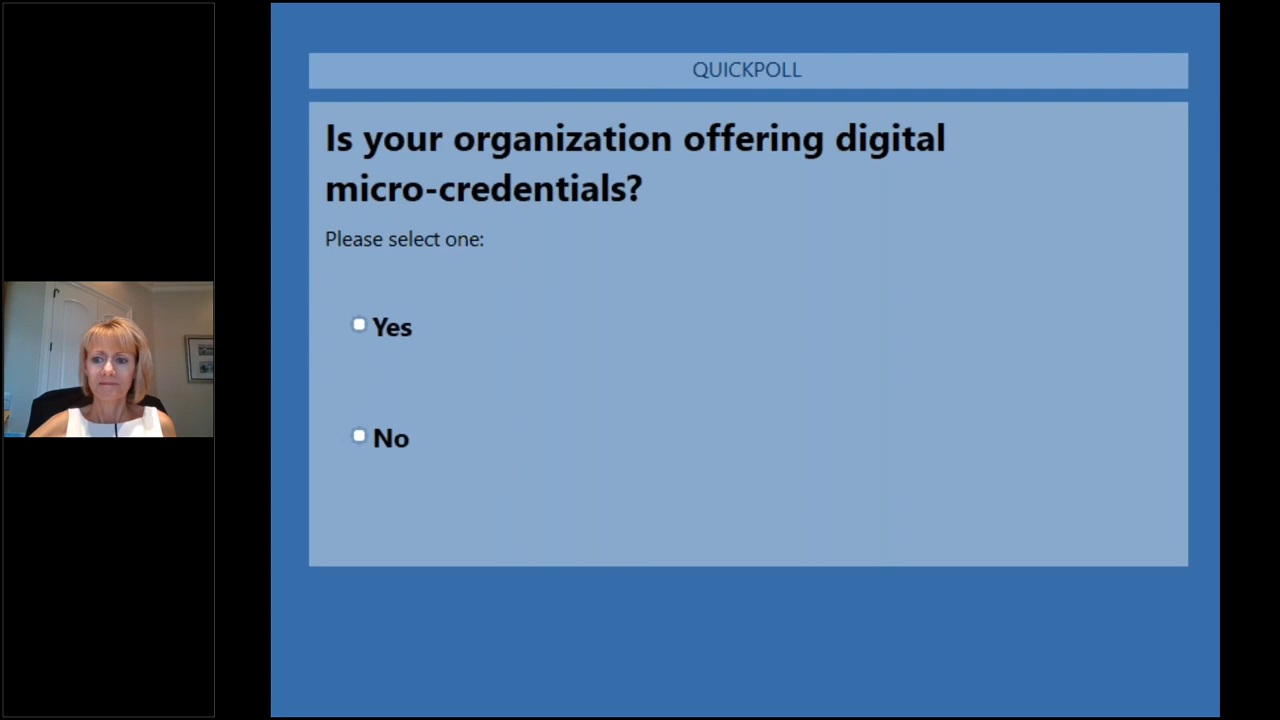 QUICKPOLL
Is your organization offering digital
micro-credentials?
Please select one:
Yes
No